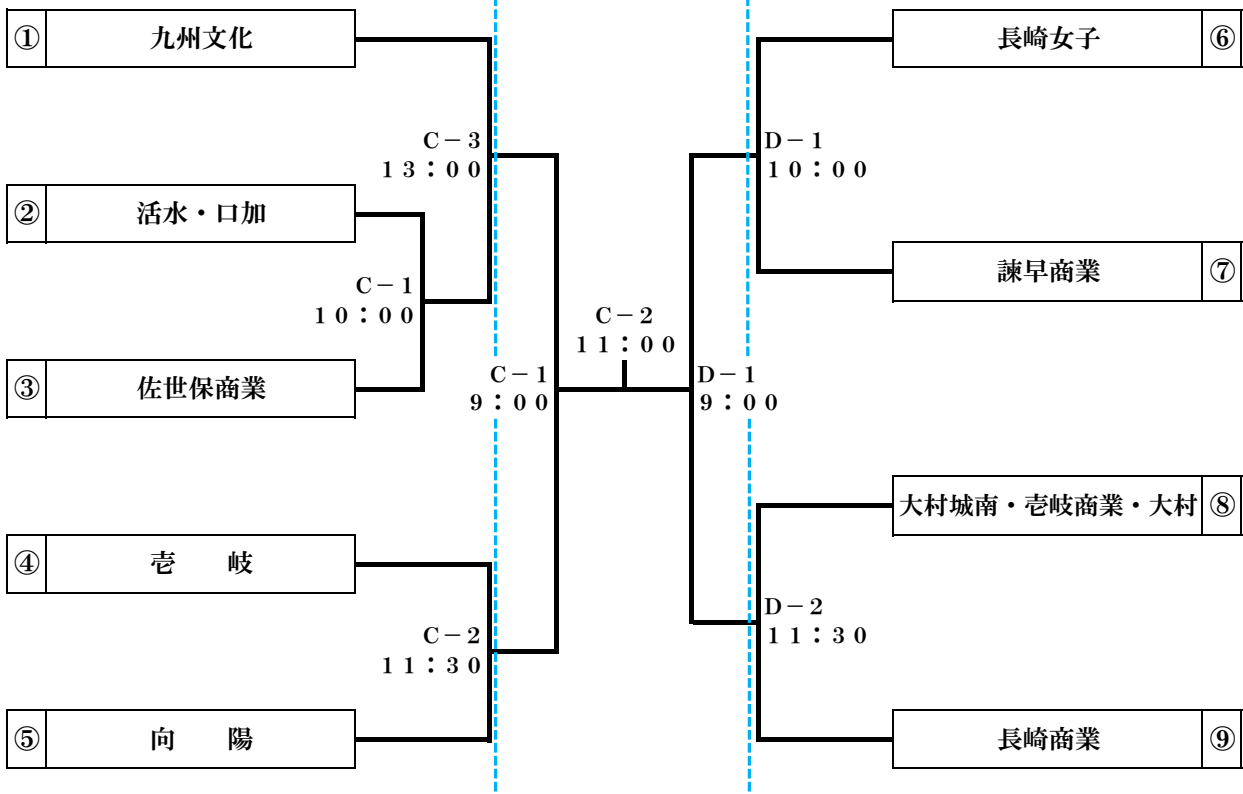 ① 九州文化
C－3
13：00
② 活水・口加
C－1
10：00
③ 佐世保商業
④ 壱　　岐
C－2
11：30
⑤ 向　　陽
C－1
9：00
C－2
11：00
D－1
9：00
長崎女子 ⑥
D－1
10：00
諫早商業 ⑦
大村城南・壱岐商業・大村 ⑧
D－2
11：30
長崎商業 ⑨